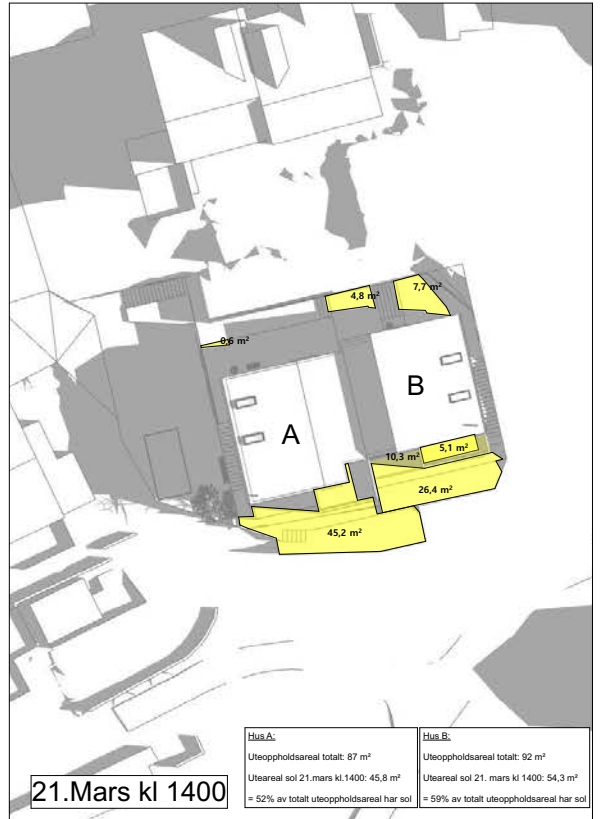 4,8 m²
7,7 m²
0,6 m²
B
A
5,1 m²
10,3 m²
26,4 m²
45,2 m²
Hus A:
Uteoppholdsareal totalt: 87 m²
Uteareal sol 21.mars kl.1400: 45,8 m²
= 52% av totalt uteoppholdsareal har sol
Hus B:
Uteoppholdsareal totalt: 92 m²
Uteareal sol 21. mars kl 1400: 54,3 m²
= 59% av totalt uteoppholdsareal har sol
21.Mars kl 1400